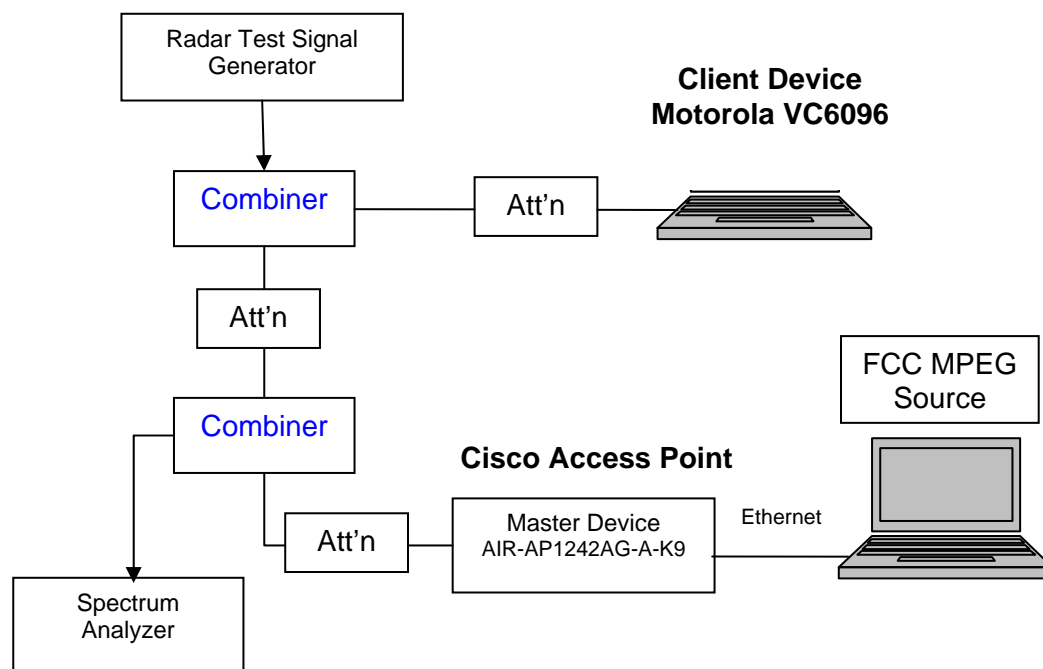 Radar Test Signal
Generator
Client Device
Motorola VC6096
Combiner
Att’n
Att’n
FCC MPEG
Source
Combiner
Cisco Access Point
Att’n
Master Device
AIR-AP1242AG-A-K9
Ethernet
Spectrum
Analyzer